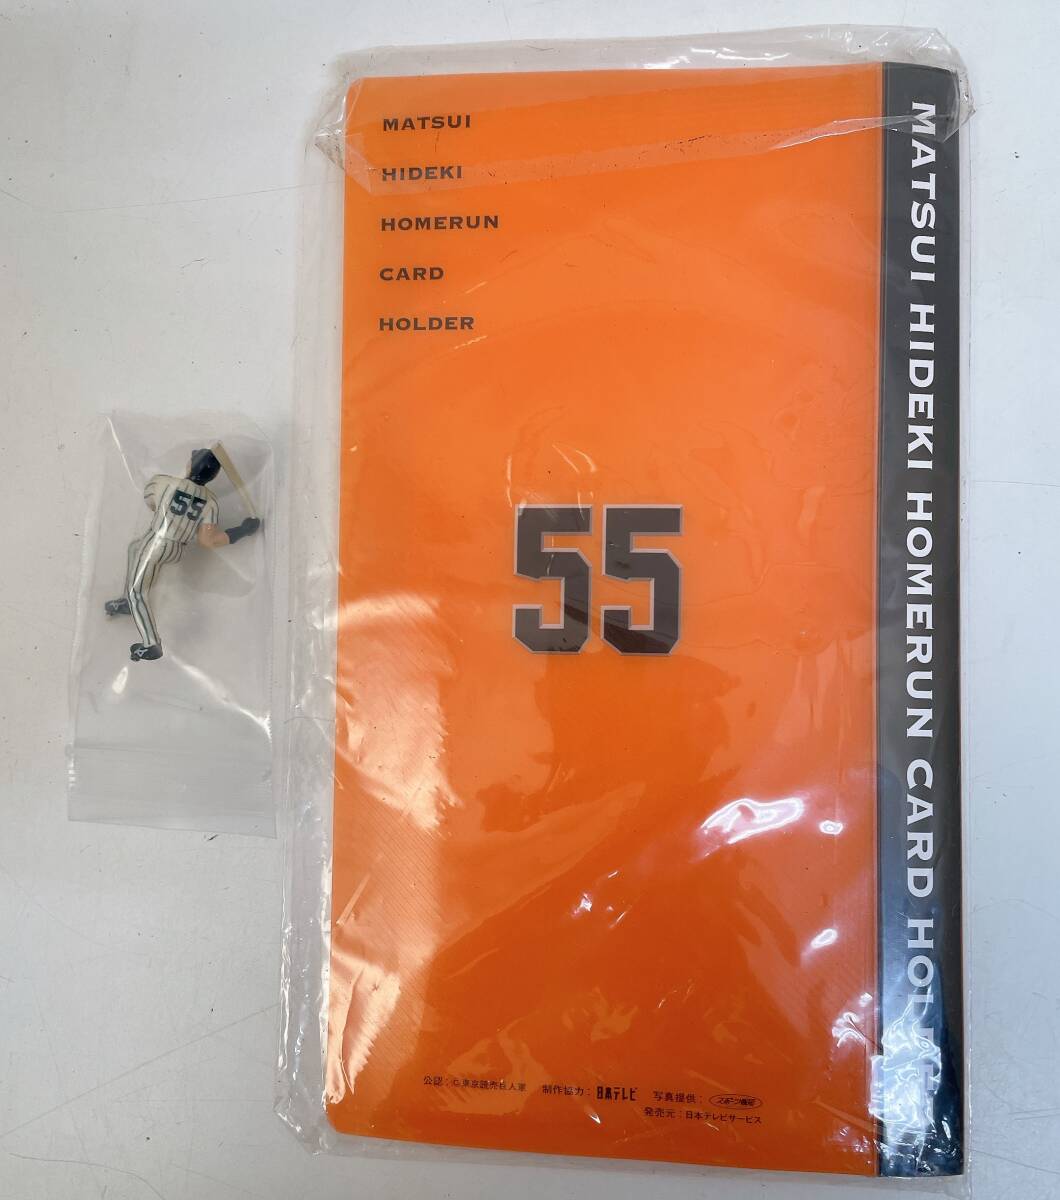 MATSUI
HIDEKI
HOMERUN
CARD
HOLDER
55
55
MATSUI HIDEKI HOMERUN CARD HOLDER
公認：©東京読売巨人軍 制作協力：日本テレビ 写真提供：スポーツ報知
発売元：日本テレビサービス